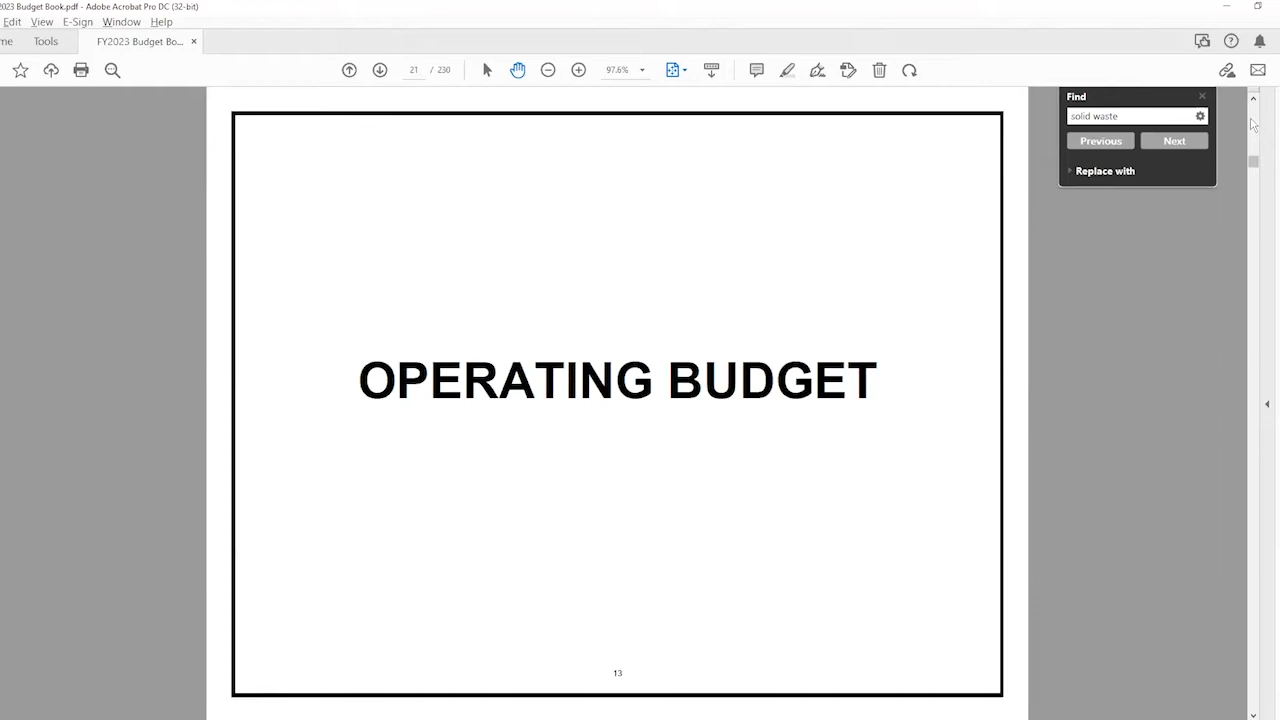 2023 Budget Book.pdf - Adobe Acrobat Pro DC (32-bit)
Edit View E-Sign Window Help
me Tools FY2023 Budget Bo... ×
21 / 230 97.6%
Find
solid waste
Previous Next
Replace with
OPERATING BUDGET
13